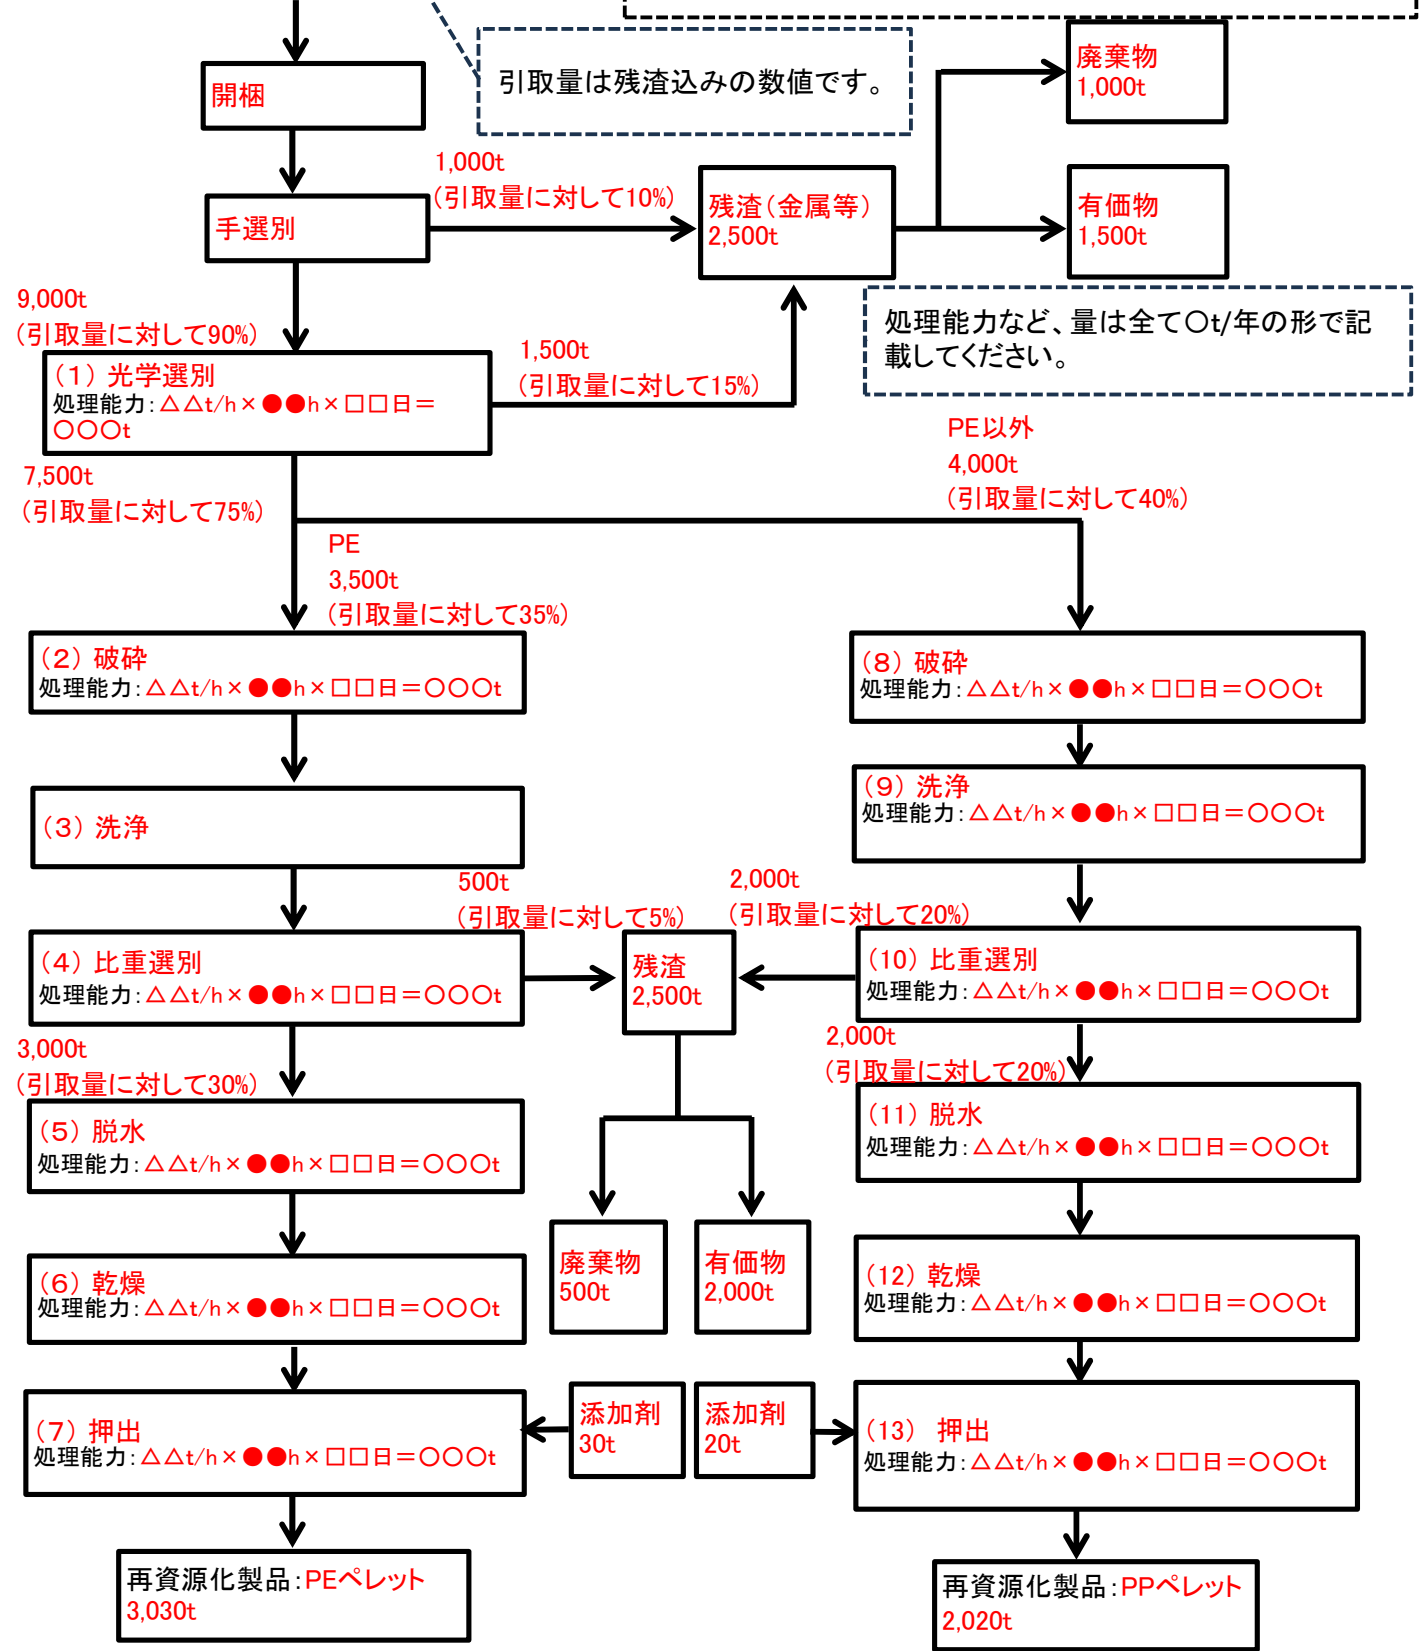 引取量は残渣込みの数値です。
廃棄物
1,000t
開梱
1,000t
(引取量に対して10%)
手選別
残渣（金属等）
2,500t
有価物
1,500t
9,000t
(引取量に対して90%)
処理能力など、量は全て〇t/年の形で記
載してください。
1,500t
(引取量に対して15%)
（１）光学選別
処理能力：△△t/h×●●h×□□日＝
〇〇〇t
7,500t
(引取量に対して75%)
PE以外
4,000t
(引取量に対して40%)
PE
3,500t
(引取量に対して35%)
（２）破砕
処理能力：△△t/h×●●h×□□日＝〇〇〇t
（８）破砕
処理能力：△△t/h×●●h×□□日＝〇〇〇t
（３）洗浄
（９）洗浄
処理能力：△△t/h×●●h×□□日＝〇〇〇t
500t
(引取量に対して5%)
2,000t
(引取量に対して20%)
（４）比重選別
処理能力：△△t/h×●●h×□□日＝〇〇〇t
残渣
2,500t
（10）比重選別
処理能力：△△t/h×●●h×□□日＝〇〇〇t
3,000t
(引取量に対して30%)
2,000t
(引取量に対して20%)
（５）脱水
処理能力：△△t/h×●●h×□□日＝〇〇〇t
（11）脱水
処理能力：△△t/h×●●h×□□日＝〇〇〇t
廃棄物
500t
有価物
2,000t
（６）乾燥
処理能力：△△t/h×●●h×□□日＝〇〇〇t
（12）乾燥
処理能力：△△t/h×●●h×□□日＝〇〇〇t
（７）押出
処理能力：△△t/h×●●h×□□日＝〇〇〇t
添加剤
30t
添加剤
20t
（13） 押出
処理能力：△△t/h×●●h×□□日＝〇〇〇t
再資源化製品：PEペレット
3,030t
再資源化製品：PPペレット
2,020t